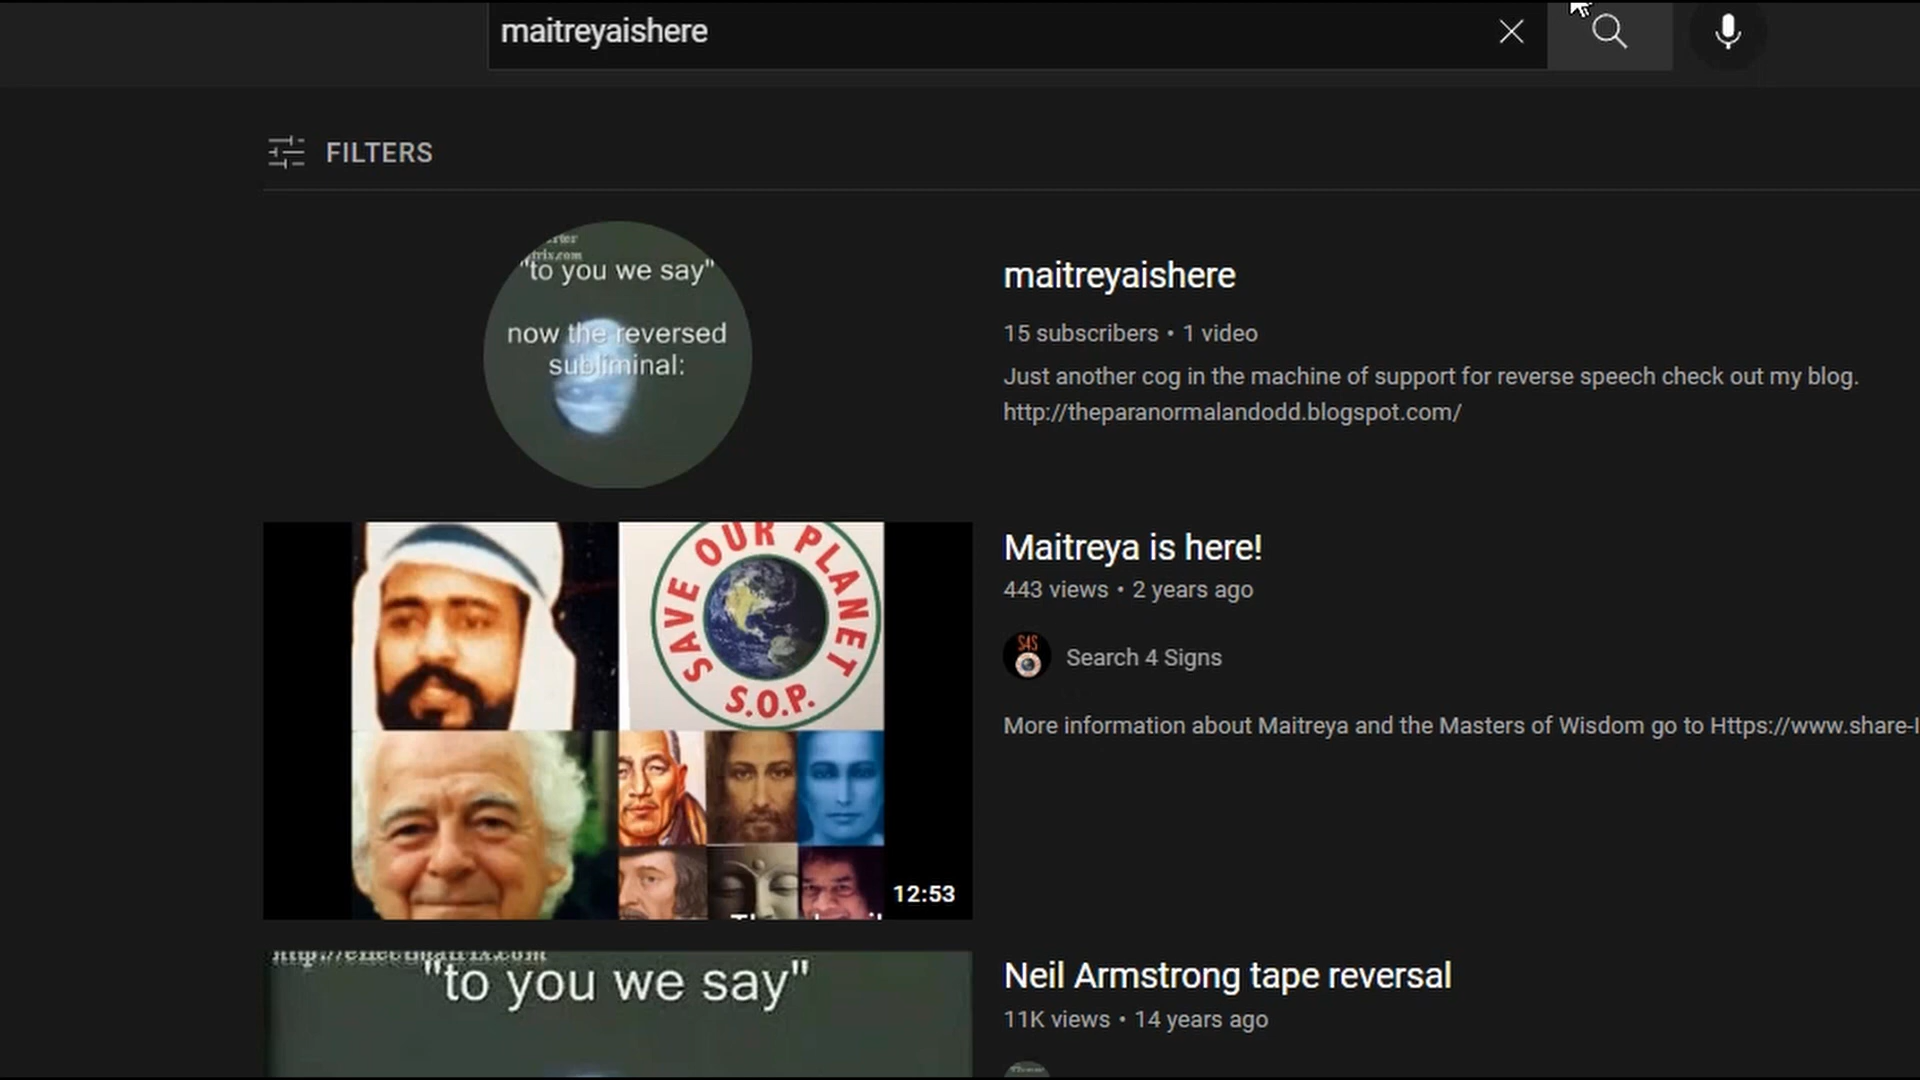 maitreyaishere
FILTERS
"to you we say"
now the reversed
subliminal:
maitreyaishere
15 subscribers • 1 video
Just another cog in the machine of support for reverse speech check out my blog.
http://theparanormalandodd.blogspot.com/
SAVE OUR PLANET
S.O.P.
12:53
Maitreya is here!
443 views • 2 years ago
S4S
Search 4 Signs
More information about Maitreya and the Masters of Wisdom go to Https://www.share-I
"to you we say"
Neil Armstrong tape reversal
11K views • 14 years ago